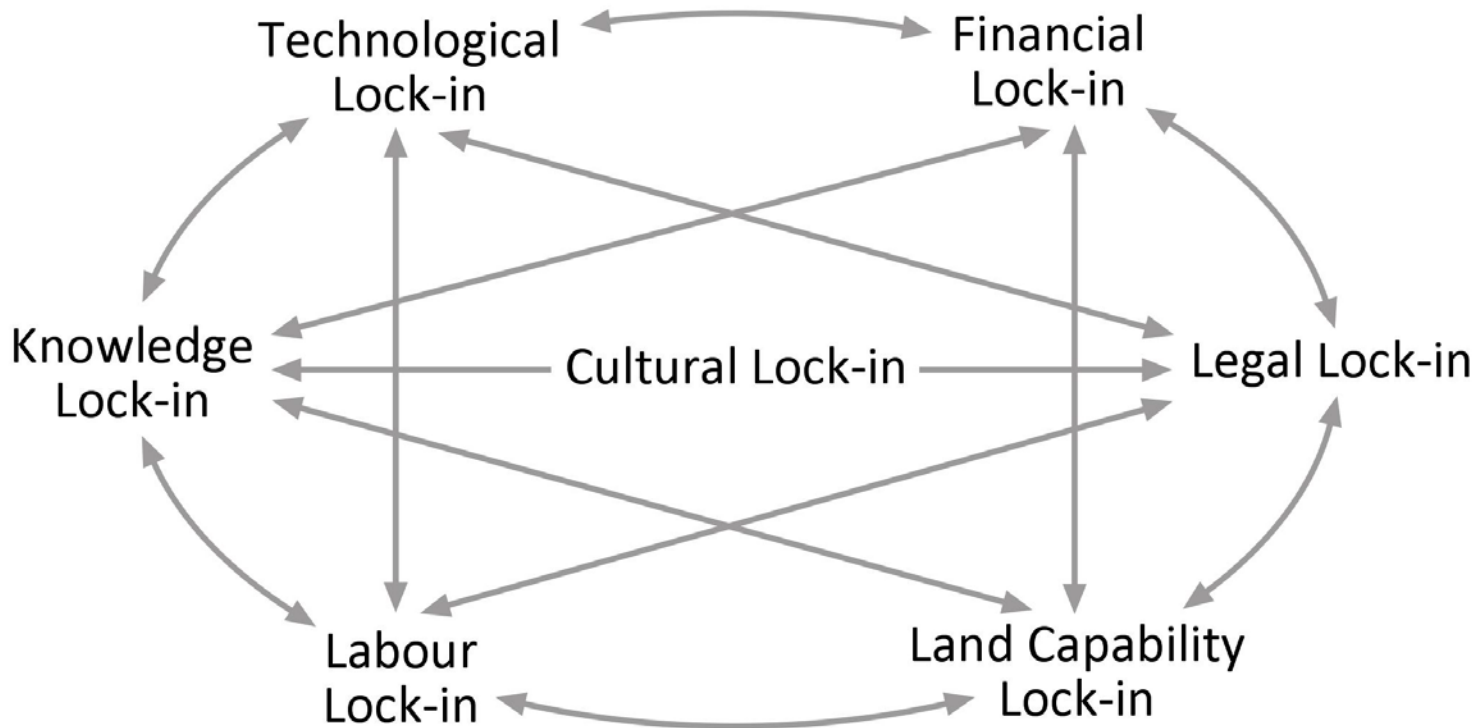 Technological
Lock-in
Financial
Lock-in
Knowledge
Lock-in
Cultural Lock-in
Legal Lock-in
Labour
Lock-in
Land Capability
Lock-in